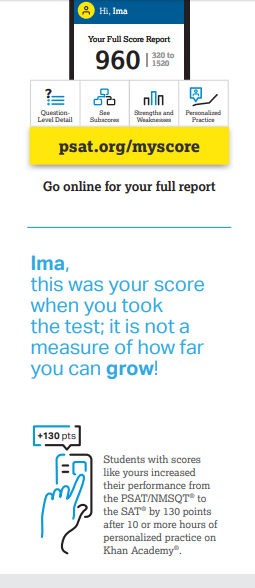 Hi, Ima
Your Full Score Report
960 | 320 to
1520
Question-
Level Detail
See
Subscores
Strengths and
Weaknesses
Personalized
Practice
psat.org/myscore
Go online for your full report
Ima,
this was your score
when you took
the test; it is not a
measure of how far
you can grow!
+130 pts
Students with scores
like yours increased
their performance from
the PSAT/NMSQT® to
the SAT® by 130 points
after 10 or more hours of
personalized practice on
Khan Academy®.